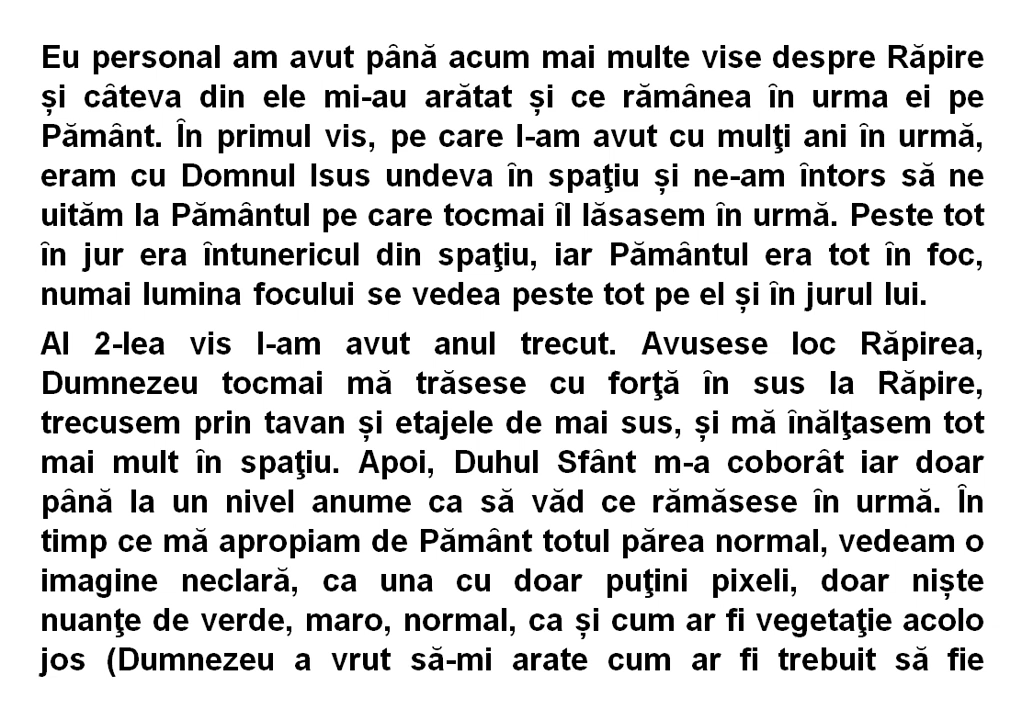 Eu personal am avut până acum mai multe vise despre Răpire
și câteva din ele mi-au arătat și ce rămânea în urma ei pe
Pământ. În primul vis, pe care l-am avut cu mulţi ani în urmă,
eram cu Domnul Isus undeva în spaţiu și ne-am întors să ne
uităm la Pământul pe care tocmai îl lăsasem în urmă. Peste tot
în jur era întunericul din spaţiu, iar Pământul era tot în foc,
numai lumina focului se vedea peste tot pe el și în jurul lui.
Al 2-lea vis l-am avut anul trecut. Avusese loc Răpirea,
Dumnezeu tocmai mă trăsese cu forţă în sus la Răpire,
trecusem prin tavan și etajele de mai sus, și mă înălţasem tot
mai mult în spaţiu. Apoi, Duhul Sfânt m-a coborât iar doar
până la un nivel anume ca să văd ce rămăsese în urmă. În
timp ce mă apropiam de Pământ totul părea normal, vedeam o
imagine neclară, ca una cu doar puţini pixeli, doar niște
nuanţe de verde, maro, normal, ca și cum ar fi vegetaţie acolo
jos (Dumnezeu a vrut să-mi arate cum ar fi trebuit să fie